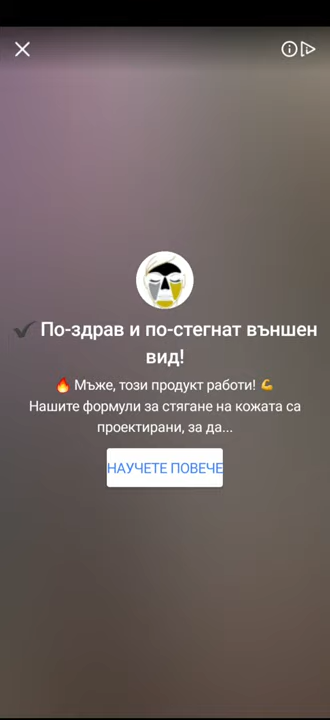 ✔ По-здрав и по-стегнат външен
вид!
🔥 Мъже, този продукт работи! 💪
Нашите формули за стягане на кожата са
проектирани, за да...
НАУЧЕТЕ ПОВЕЧЕ